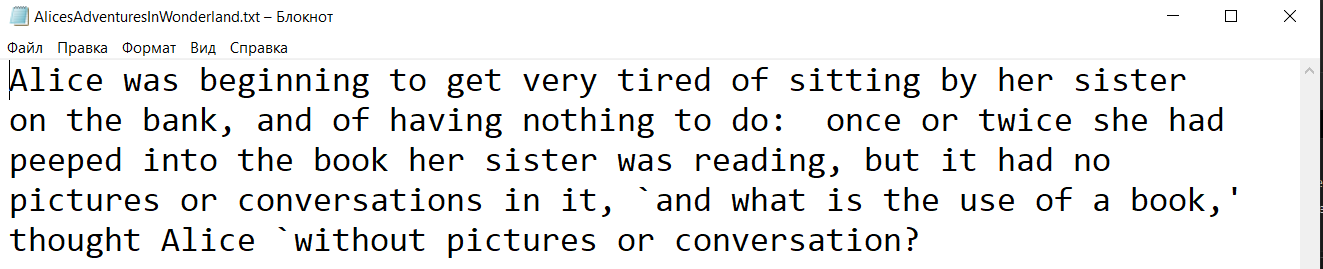 AlicesAdventuresInWonderland.txt – Блокнот
Файл Правка Формат Вид Справка
Alice was beginning to get very tired of sitting by her sister
on the bank, and of having nothing to do:  once or twice she had
peeped into the book her sister was reading, but it had no
pictures or conversations in it, `and what is the use of a book,'
thought Alice `without pictures or conversation?